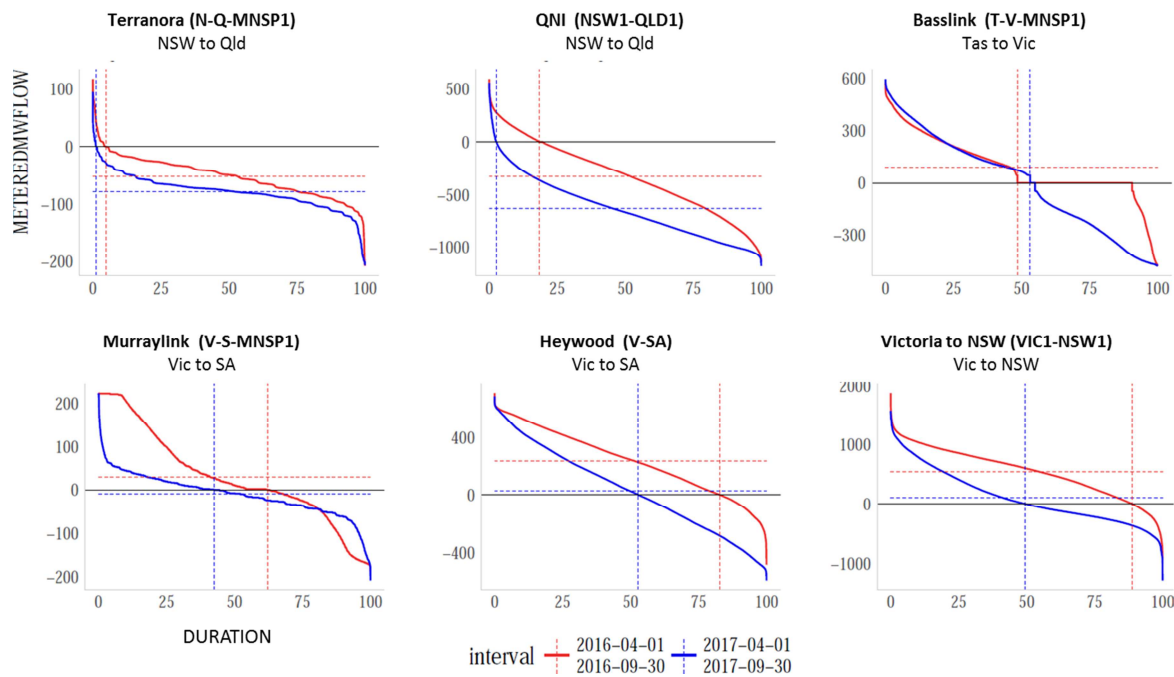 Terranora (N-Q-MNSP1)
NSW to Qld
QNI (NSW1-QLD1)
NSW to Qld
Basslink (T-V-MNSP1)
Tas to Vic
METEREDMWFLOW
100
0
−100
−200
0 25 50 75 100
500
0
−500
−1000
0 25 50 75 100
600
300
0
−300
0 25 50 75 100
Murraylink (V-S-MNSP1)
Vic to SA
Heywood (V-SA)
Vic to SA
Victoria to NSW (VIC1-NSW1)
Vic to NSW
200
100
0
−100
−200
0 25 50 75 100
400
0
−400
0 25 50 75 100
2000
1000
0
−1000
0 25 50 75 100
DURATION
interval
2016−04−01
2016−09−30
2017−04−01
2017−09−30